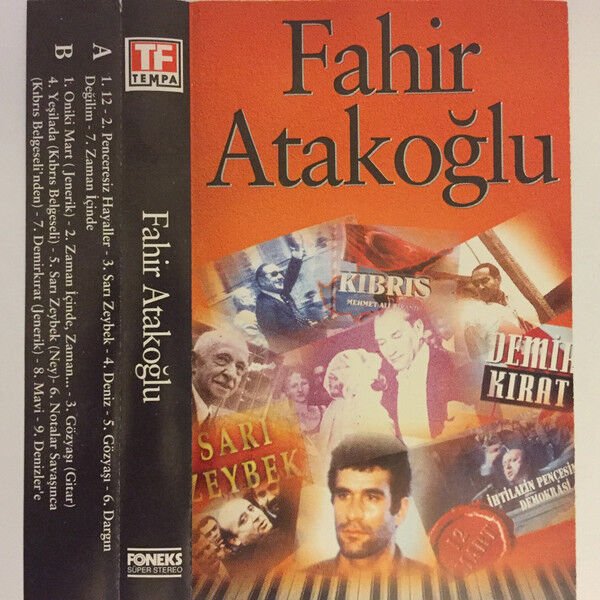 A
1. 12 - 2. Penceresiz Hayaller - 3. Sarı Zeybek - 4. Deniz - 5. Gözyaşı - 6. Dargın
Değilim - 7. Zaman İçinde
B
1. Oniki Mart (Jenerik) - 2. Zaman İçinde, Zaman... - 3. Gözyaşı (Gitar)
4. Yeşilada (Kıbrıs Belgeseli) - 5. Sarı Zeybek (Ney)- 6. Notalar Savaşınca
(Kıbrıs Belgeseli'nden) - 7. Demirkırat (Jenerik) - 8. Mavi - 9. Denizler'e
TF
TEMPA
Fahir Atakoğlu
FONEKS
SÜPER STEREO
Fahir
Atakoğlu
KIBRIS
MEHMET ALİ
DEMİR
KIRAT
SARI
ZEYBEK
İHTİLALİN PENÇESİN
DEMOKRASİ
12